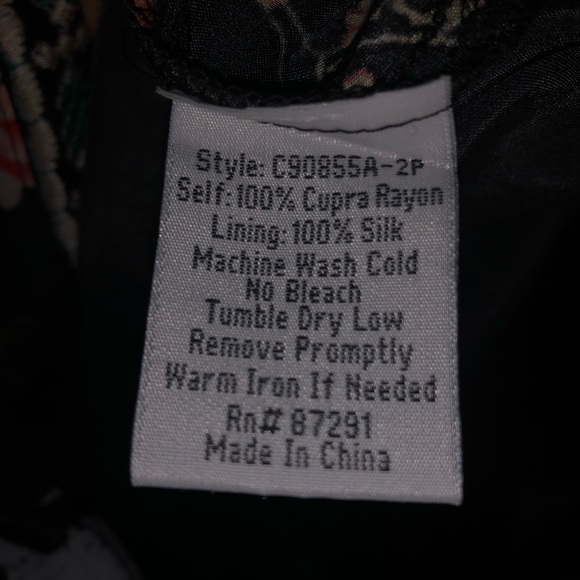 Style: C90855A-2P
Self: 100% Cupra Rayon
Lining: 100% Silk
Machine Wash Cold
No Bleach
Tumble Dry Low
Remove Promptly
Warm Iron If Needed
Rn# 87291
Made In China